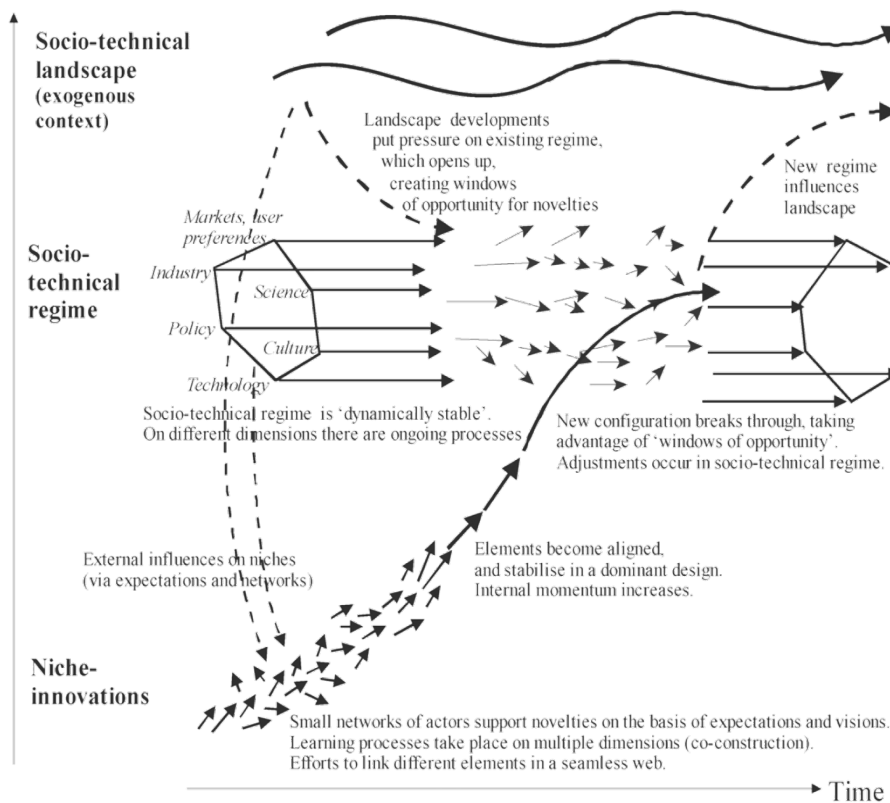 Socio-technical
landscape
(exogenous
context)
Landscape developments
put pressure on existing regime,
which opens up,
creating windows
of opportunity for novelties
New regime
influences
landscape
Markets, user
preferences
Industry
Science
Policy
Culture
Technology
Socio-
technical
regime
Socio-technical regime is ‘dynamically stable’.
On different dimensions there are ongoing processes
New configuration breaks through, taking
advantage of ‘windows of opportunity’.
Adjustments occur in socio-technical regime.
External influences on niches
(via expectations and networks)
Elements become aligned,
and stabilise in a dominant design.
Internal momentum increases.
Niche-
innovations
Small networks of actors support novelties on the basis of expectations and visions.
Learning processes take place on multiple dimensions (co-construction).
Efforts to link different elements in a seamless web.
Time